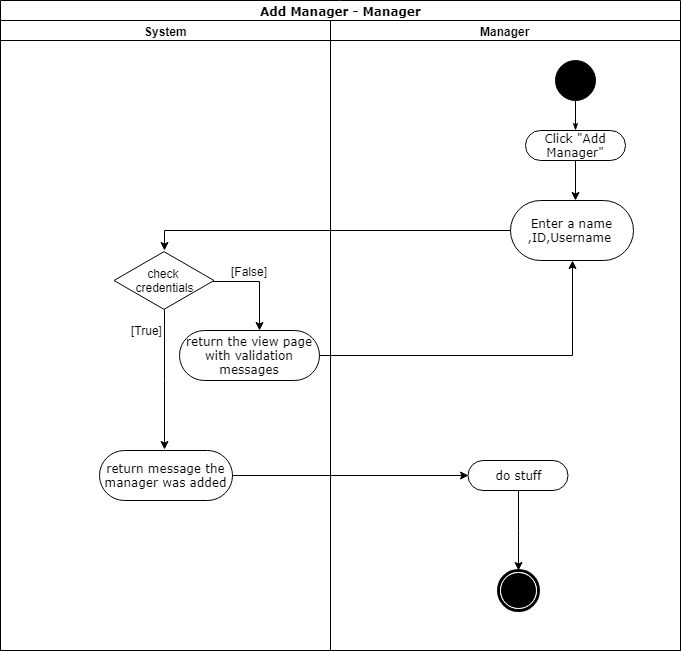 Add Manager - Manager
System
Manager
Click "Add
Manager"
Enter a name
,ID,Username
check
credentials
[False]
[True]
return the view page
with validation
messages
return message the
manager was added
do stuff